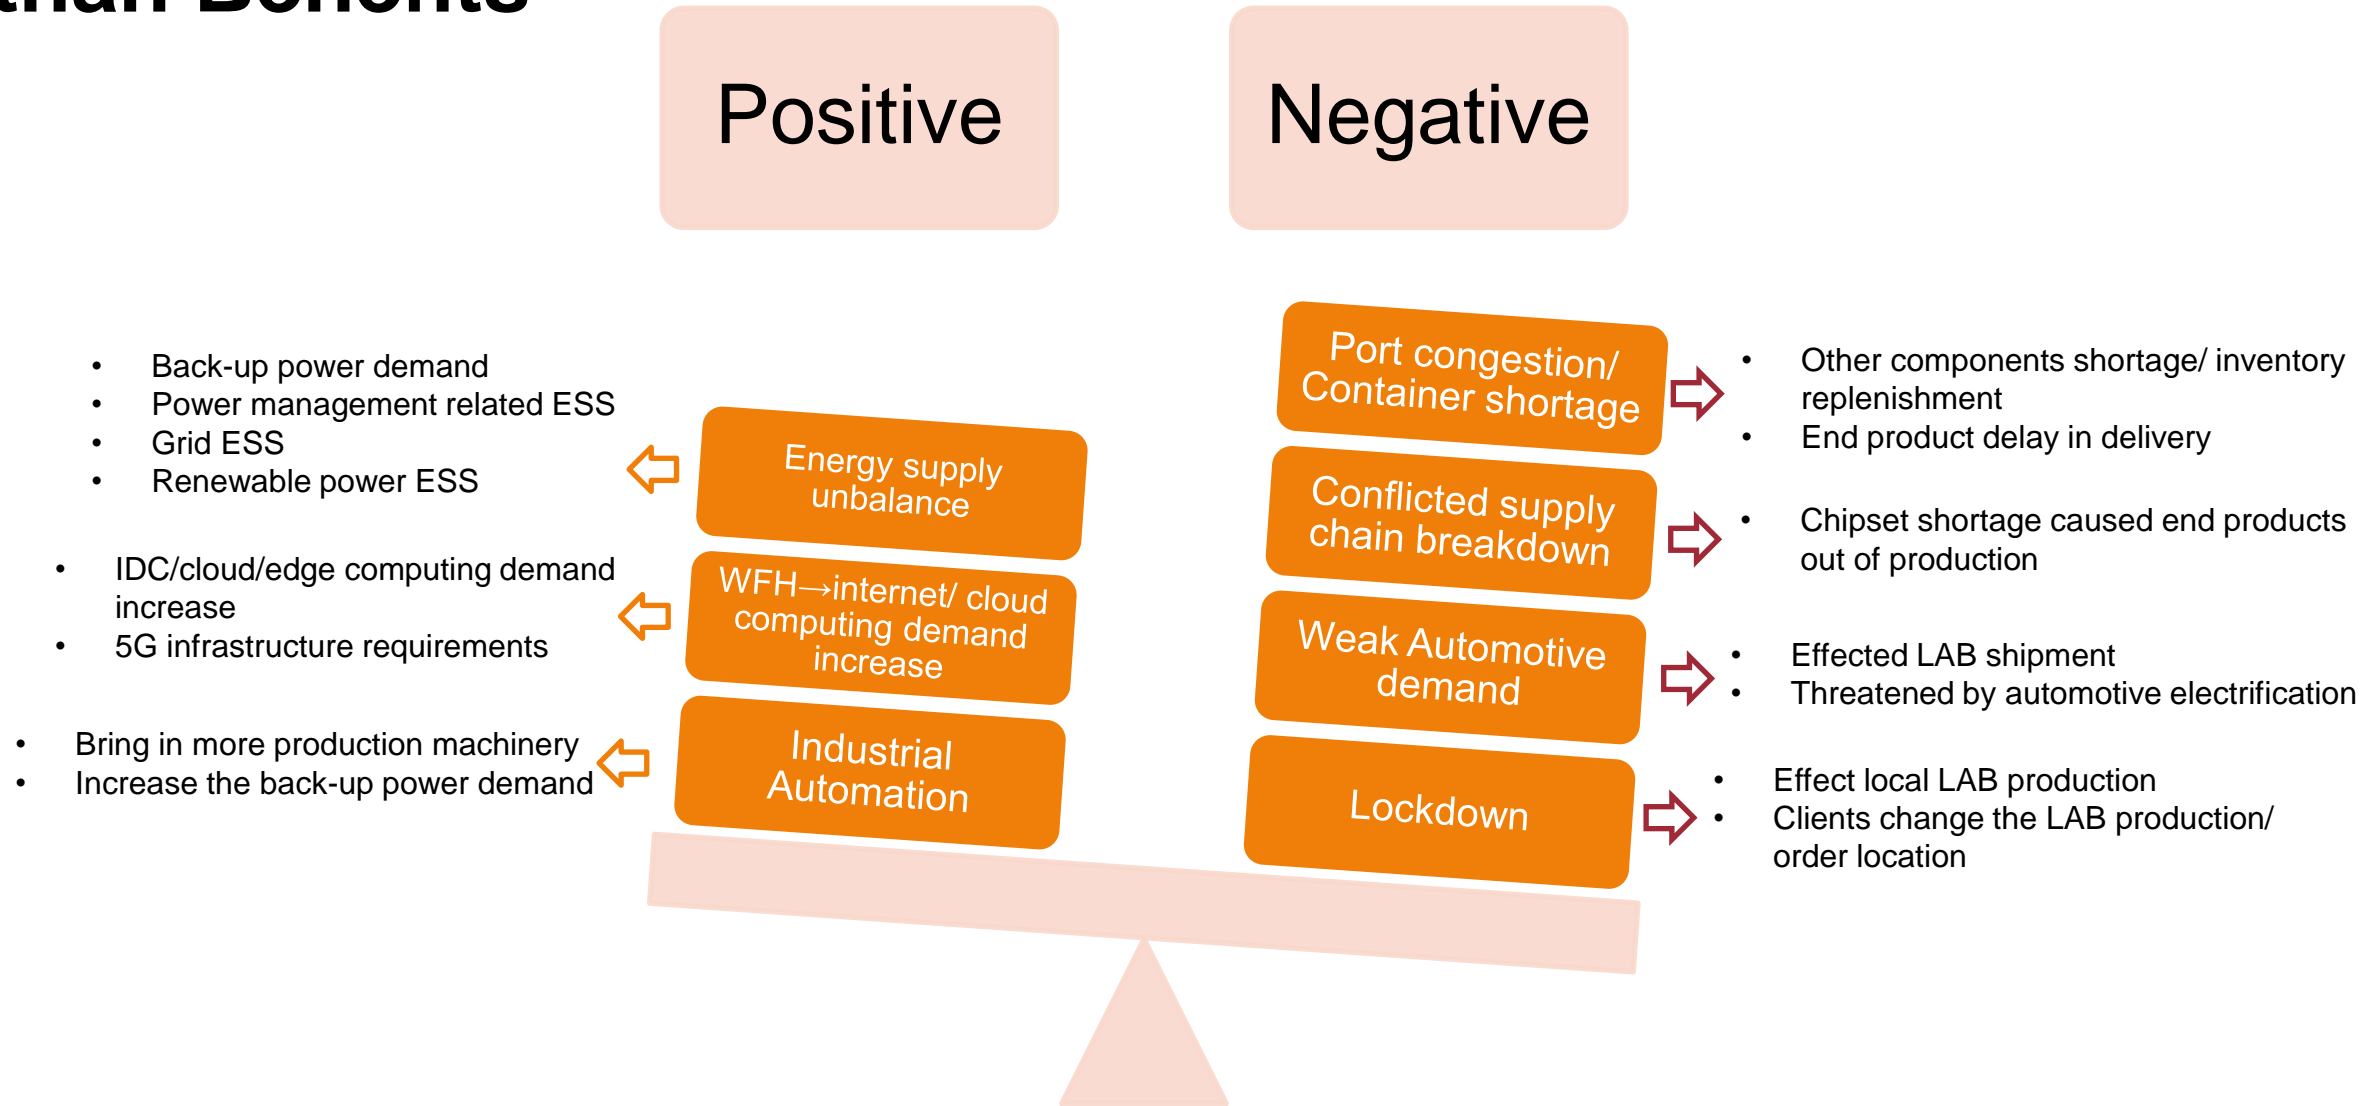 than Benefits
Positive
Negative
• Back-up power demand
• Power management related ESS
• Grid ESS
• Renewable power ESS
Energy supply
unbalance
• IDC/cloud/edge computing demand
increase
• 5G infrastructure requirements
WFH→internet/ cloud
computing demand
increase
• Bring in more production machinery
• Increase the back-up power demand
Industrial
Automation
Port congestion/
Container shortage
• Other components shortage/ inventory
replenishment
• End product delay in delivery
Conflicted supply
chain breakdown
• Chipset shortage caused end products
out of production
Weak Automotive
demand
• Effected LAB shipment
• Threatened by automotive electrification
Lockdown
• Effect local LAB production
• Clients change the LAB production/
order location